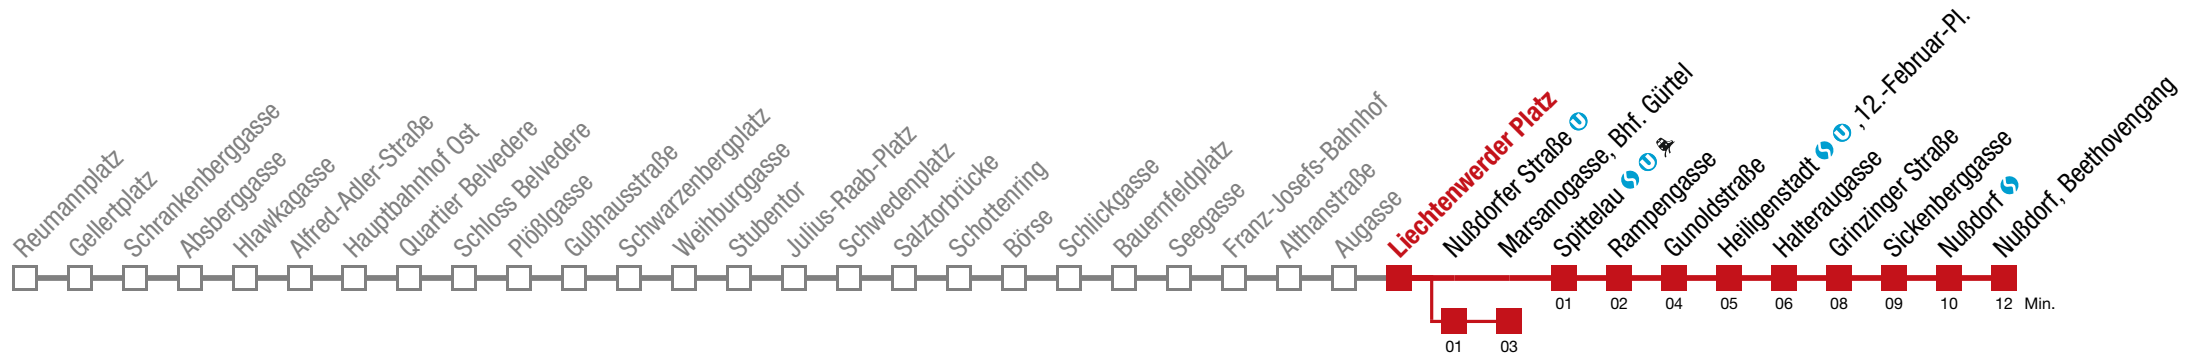 Reumannplatz
Gellertplatz
Schrankenberggasse
Absberggasse
Hlawkagasse
Alfred-Adler-Straße
Hauptbahnhof Ost
Quartier Belvedere
Schloss Belvedere
Plößlgasse
Gußhausstraße
Schwarzenbergplatz
Weihburggasse
Stubentor
Julius-Raab-Platz
Schwedenplatz
Salztorbrücke
Schottenring
Börse
Schlickgasse
Bauernfeldplatz
Seegasse
Franz-Josefs-Bahnhof
Althanstraße
Augasse
Liechtenwerder Platz
Nußdorfer Straße U
Marsanogasse, Bhf. Gürtel
Spittelau S U
Rampengasse
Gunoldstraße
Heiligenstadt S U ,12.-Februar-Pl.
Halteraugasse
Grinzinger Straße
Sickenberggasse
Nußdorf S
Nußdorf, Beethovengang
01 02 04 05 06 08 09 10 12 Min.
01 03